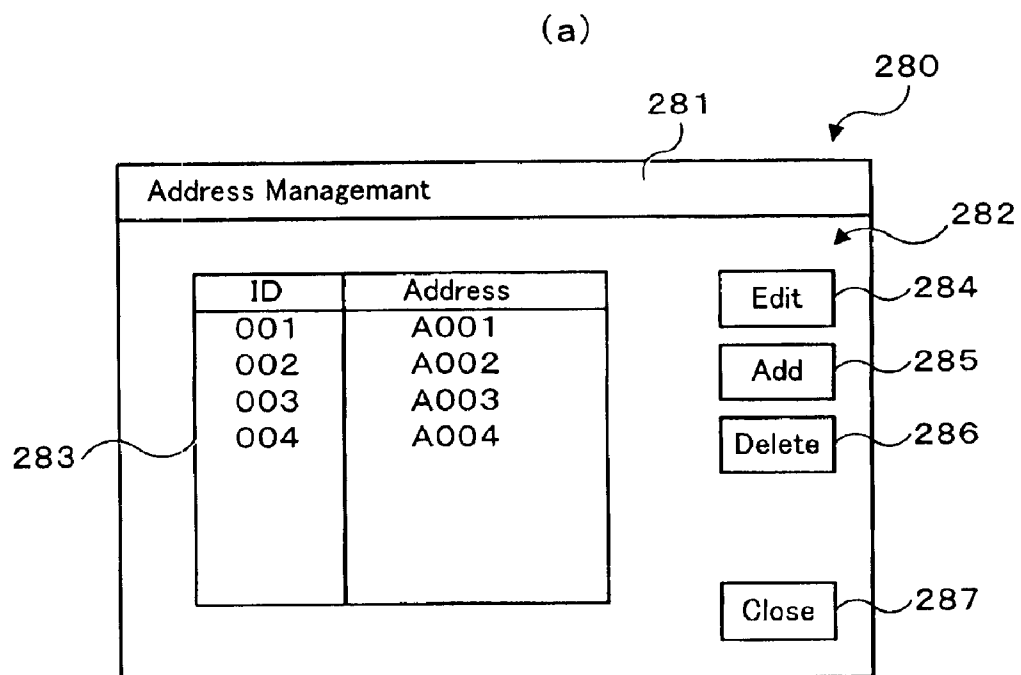 (a)
280
281
Address Managemant
282
ID Address
001 A001
002 A002
003 A003
004 A004
283
Edit 284
Add 285
Delete 286
Close 287